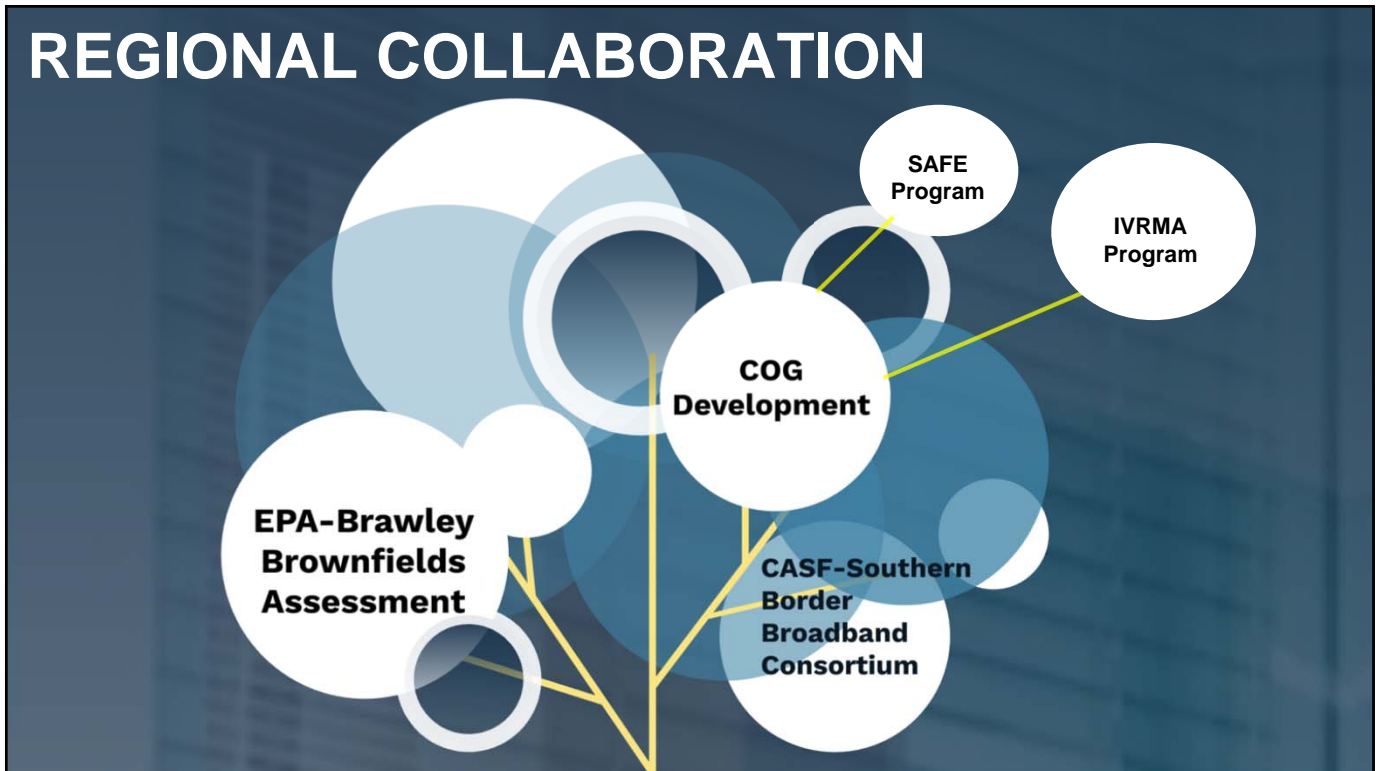 REGIONAL COLLABORATION
SAFE
Program
IVRMA
Program
COG
Development
EPA-Brawley
Brownfields
Assessment
CASF-Southern
Border
Broadband
Consortium